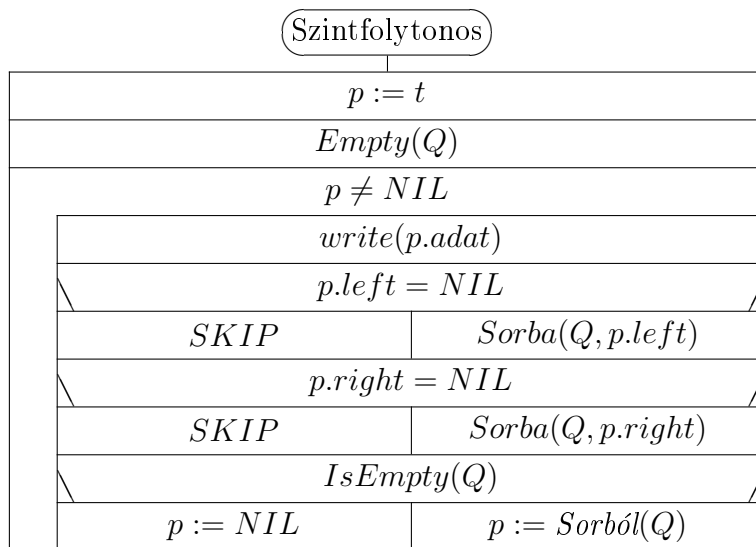 Szintfolytonos
p := t
Empty(Q)
p ≠ NIL
write(p.adat)
p.left = NIL
SKIP Sorba(Q, p.left)
p.right = NIL
SKIP Sorba(Q, p.right)
IsEmpty(Q)
p := NIL p := Sorból(Q)